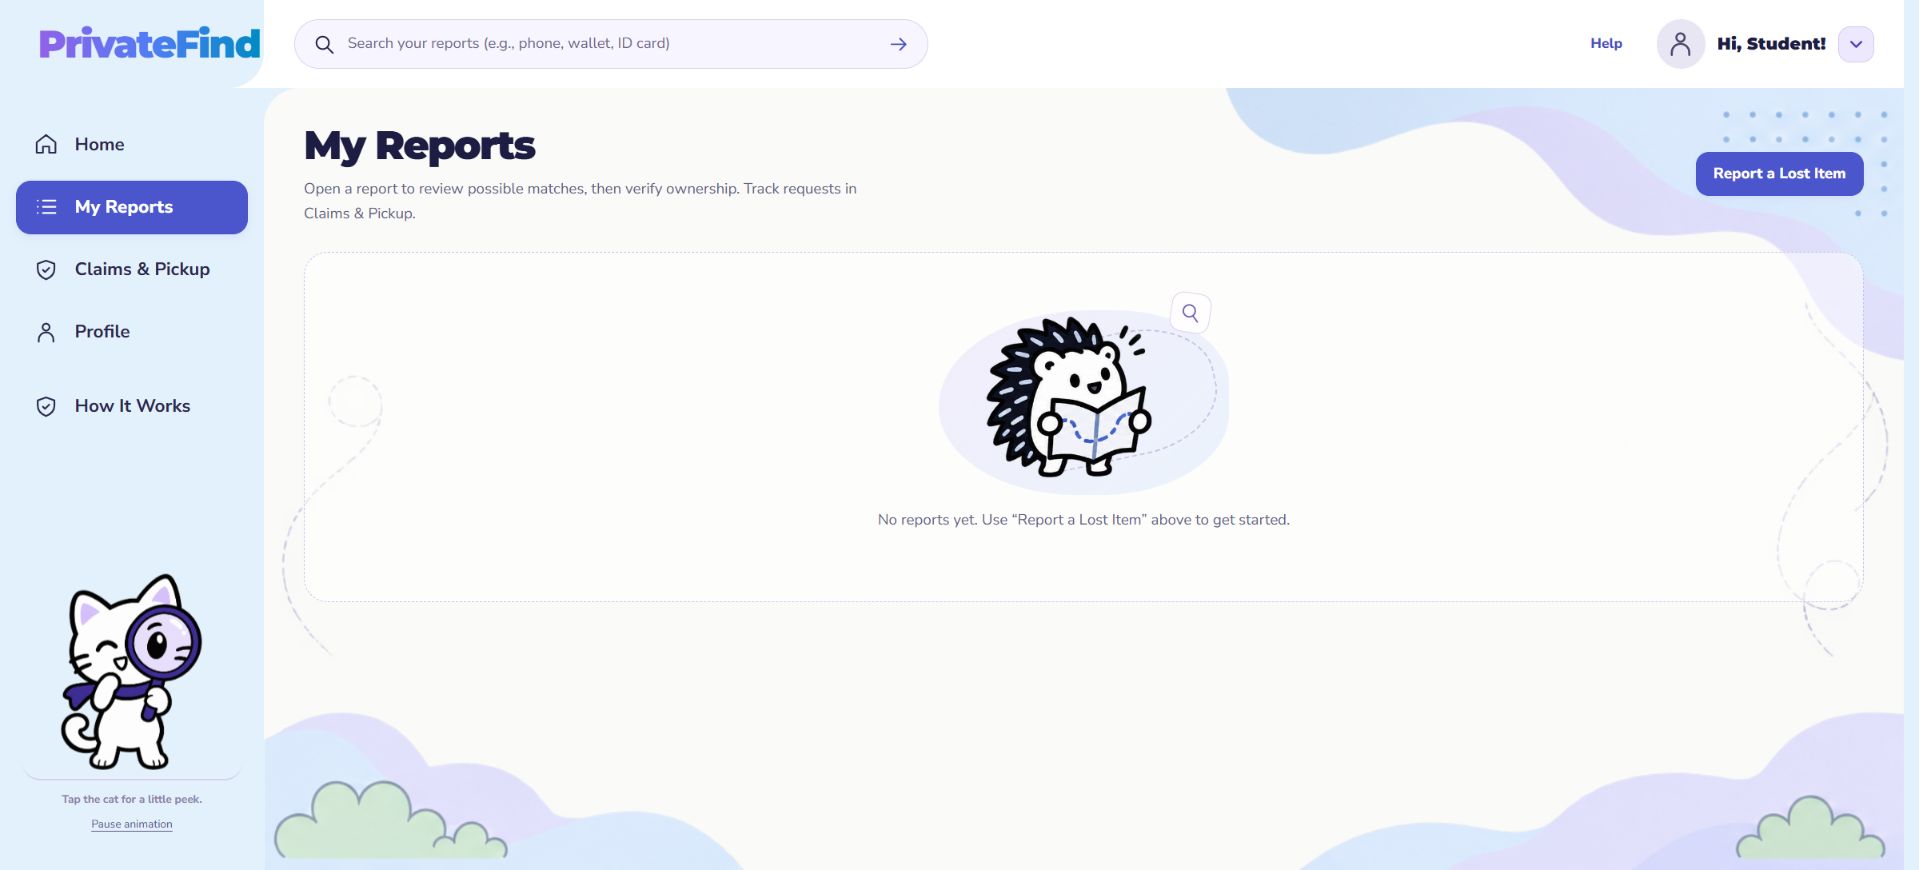 PrivateFind
Search your reports (e.g., phone, wallet, ID card)
Help
Hi, Student!
Home
My Reports
Claims & Pickup
Profile
How It Works
Tap the cat for a little peek.
Pause animation
My Reports
Open a report to review possible matches, then verify ownership. Track requests in
Claims & Pickup.
Report a Lost Item
No reports yet. Use “Report a Lost Item” above to get started.